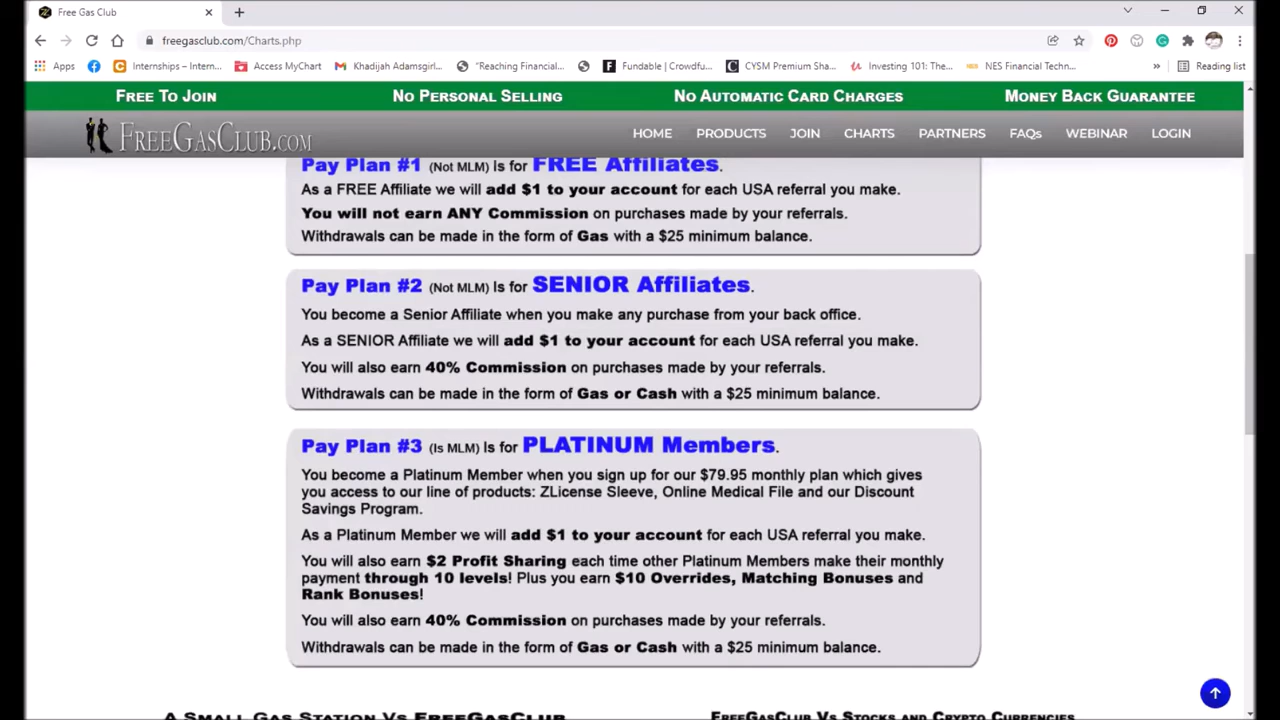 Free Gas Club
freegasclub.com/Charts.php
Apps
Internships – Intern...
Access MyChart
Khadijah Adamsgirl...
"Reaching Financial...
Fundable | Crowdfu...
CYSM Premium Sha...
Investing 101: The...
NES Financial Techn...
»
Reading list
FREE TO JOIN
NO PERSONAL SELLING
NO AUTOMATIC CARD CHARGES
MONEY BACK GUARANTEE
FREEGASCLUB.COM
HOME
PRODUCTS
JOIN
CHARTS
PARTNERS
FAQs
WEBINAR
LOGIN
Pay Plan #1 (Not MLM) Is for FREE Affiliates.
As a FREE Affiliate we will add $1 to your account for each USA referral you make.
You will not earn ANY Commission on purchases made by your referrals.
Withdrawals can be made in the form of Gas with a $25 minimum balance.
Pay Plan #2 (Not MLM) Is for SENIOR Affiliates.
You become a Senior Affiliate when you make any purchase from your back office.
As a SENIOR Affiliate we will add $1 to your account for each USA referral you make.
You will also earn 40% Commission on purchases made by your referrals.
Withdrawals can be made in the form of Gas or Cash with a $25 minimum balance.
Pay Plan #3 (Is MLM) Is for PLATINUM Members.
You become a Platinum Member when you sign up for our $79.95 monthly plan which gives
you access to our line of products: ZLicense Sleeve, Online Medical File and our Discount
Savings Program.
As a Platinum Member we will add $1 to your account for each USA referral you make.
You will also earn $2 Profit Sharing each time other Platinum Members make their monthly
payment through 10 levels! Plus you earn $10 Overrides, Matching Bonuses and
Rank Bonuses!
You will also earn 40% Commission on purchases made by your referrals.
Withdrawals can be made in the form of Gas or Cash with a $25 minimum balance.
A SMALL GAS STATION VS FREEGASCLUB
FREEGASCLUB VS STOCKS AND CRYPTO CURRENCIES